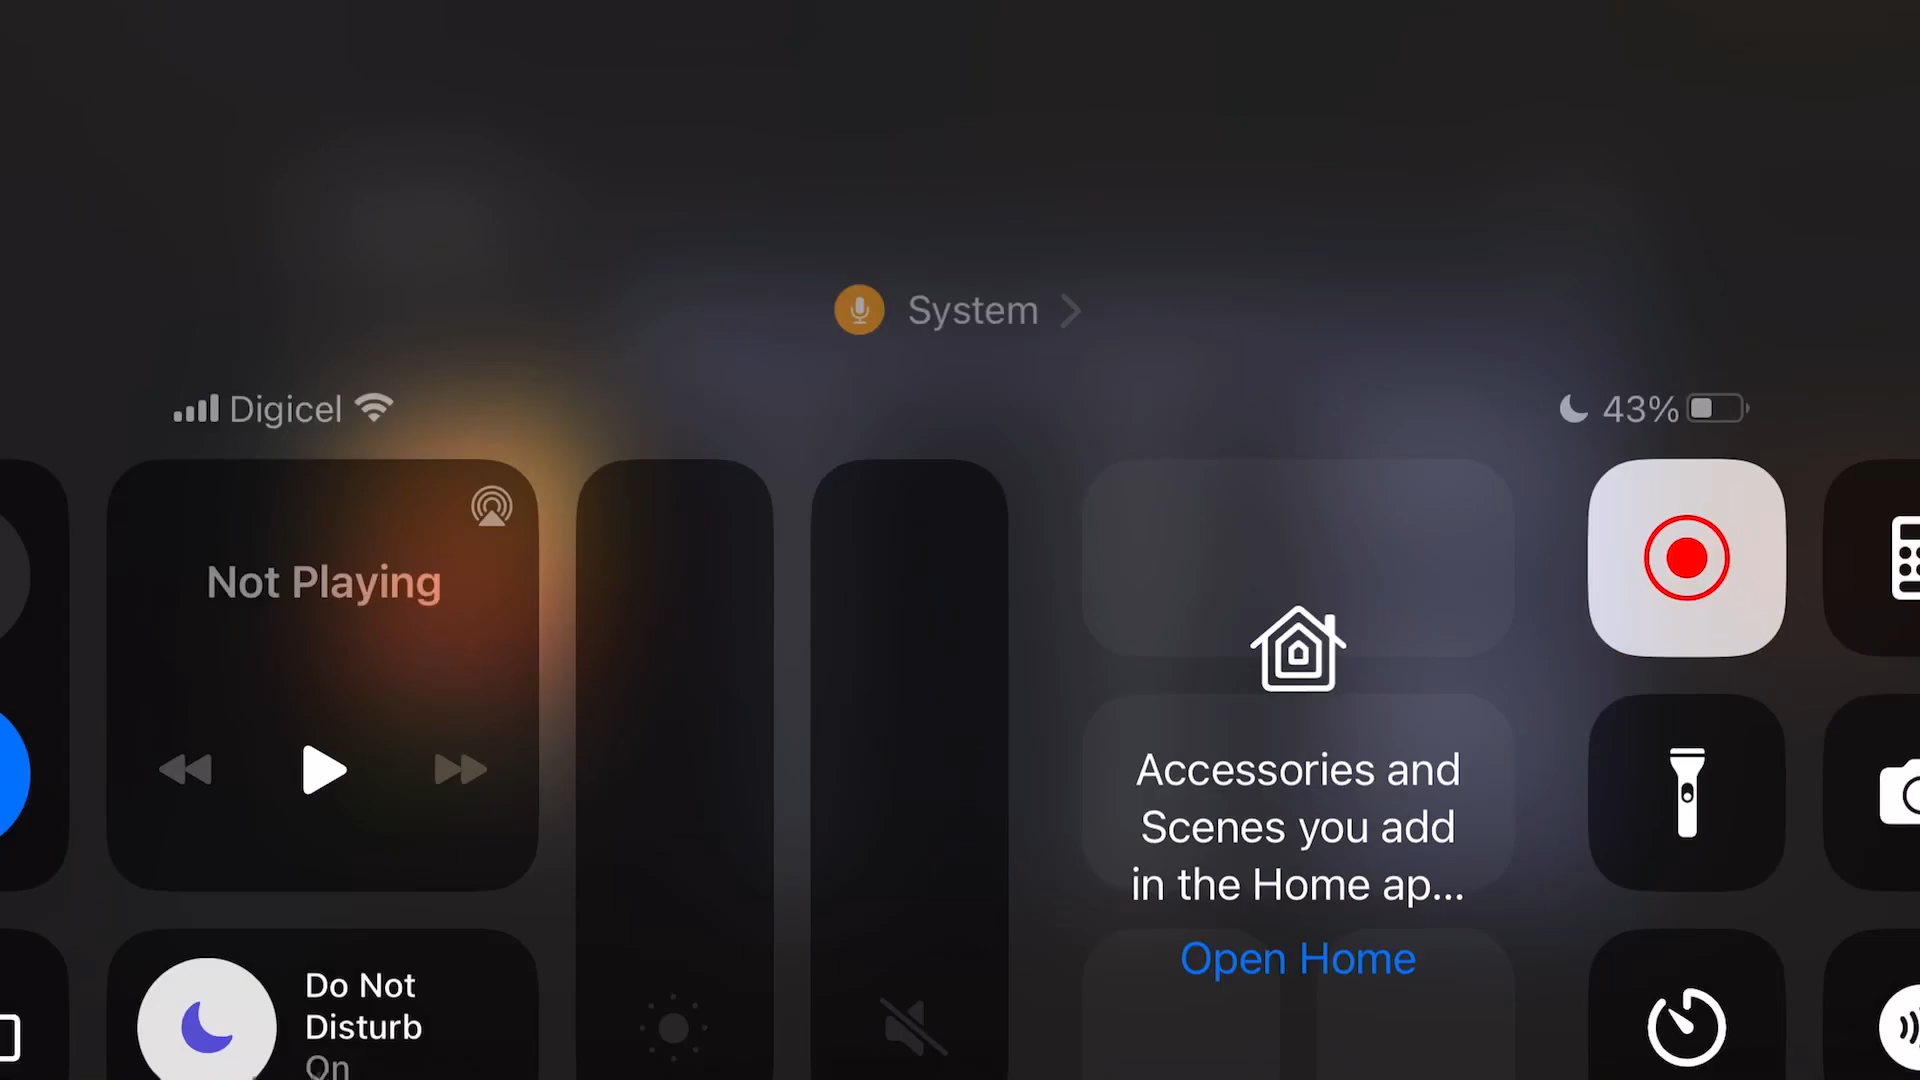 System
Digicel
43%
Not Playing
Accessories and
Scenes you add
in the Home ap...
Open Home
Do Not
Disturb
On